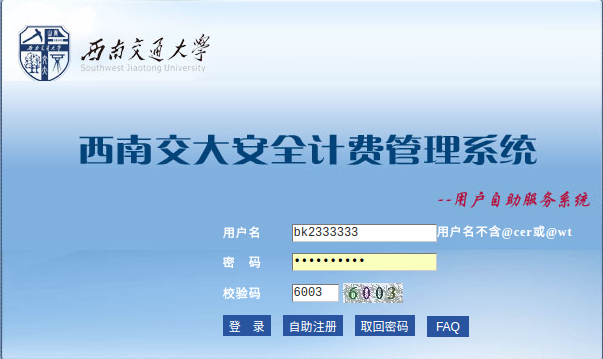 西南交通大学
Southwest Jiaotong University
西南交大安全计费管理系统
--用户自助服务系统
用户名 bk2333333 用户名不含@cer或@wt
密 码 ••••••••••
校验码 6003 6003
登 录 自助注册 取回密码 FAQ